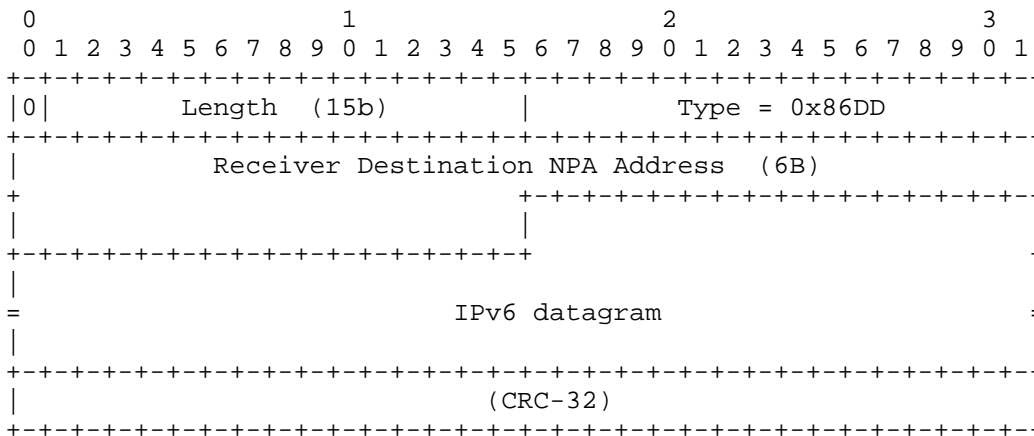 0                   1                   2                   3
 0 1 2 3 4 5 6 7 8 9 0 1 2 3 4 5 6 7 8 9 0 1 2 3 4 5 6 7 8 9 0 1
+-+-+-+-+-+-+-+-+-+-+-+-+-+-+-+-+-+-+-+-+-+-+-+-+-+-+-+-+-+-+-+-
|0|        Length  (15b)        |         Type = 0x86DD
+-+-+-+-+-+-+-+-+-+-+-+-+-+-+-+-+-+-+-+-+-+-+-+-+-+-+-+-+-+-+-+-
|            Receiver Destination NPA Address  (6B)
+                               +-+-+-+-+-+-+-+-+-+-+-+-+-+-+-+-
|                               |
+-+-+-+-+-+-+-+-+-+-+-+-+-+-+-+-+                               +
|
=                           IPv6 datagram                       =
|
+-+-+-+-+-+-+-+-+-+-+-+-+-+-+-+-+-+-+-+-+-+-+-+-+-+-+-+-+-+-+-+-
|                             (CRC-32)
+-+-+-+-+-+-+-+-+-+-+-+-+-+-+-+-+-+-+-+-+-+-+-+-+-+-+-+-+-+-+-+-